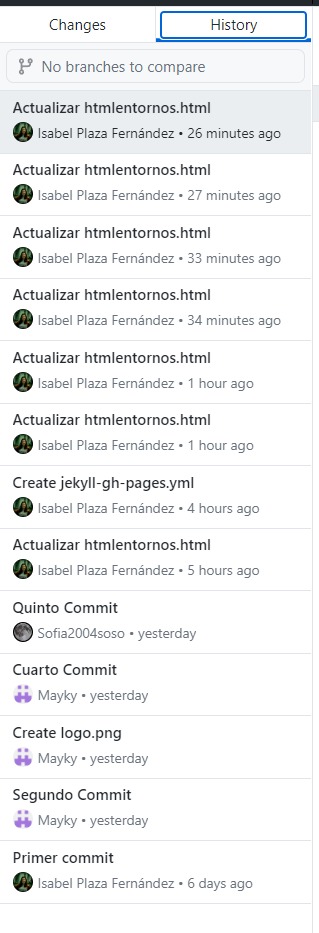 Changes
History
No branches to compare
Actualizar htmlentornos.html
Isabel Plaza Fernández • 26 minutes ago
Actualizar htmlentornos.html
Isabel Plaza Fernández • 27 minutes ago
Actualizar htmlentornos.html
Isabel Plaza Fernández • 33 minutes ago
Actualizar htmlentornos.html
Isabel Plaza Fernández • 34 minutes ago
Actualizar htmlentornos.html
Isabel Plaza Fernández • 1 hour ago
Actualizar htmlentornos.html
Isabel Plaza Fernández • 1 hour ago
Create jekyll-gh-pages.yml
Isabel Plaza Fernández • 4 hours ago
Actualizar htmlentornos.html
Isabel Plaza Fernández • 5 hours ago
Quinto Commit
Sofia2004soso • yesterday
Cuarto Commit
Mayky • yesterday
Create logo.png
Mayky • yesterday
Segundo Commit
Mayky • yesterday
Primer commit
Isabel Plaza Fernández • 6 days ago